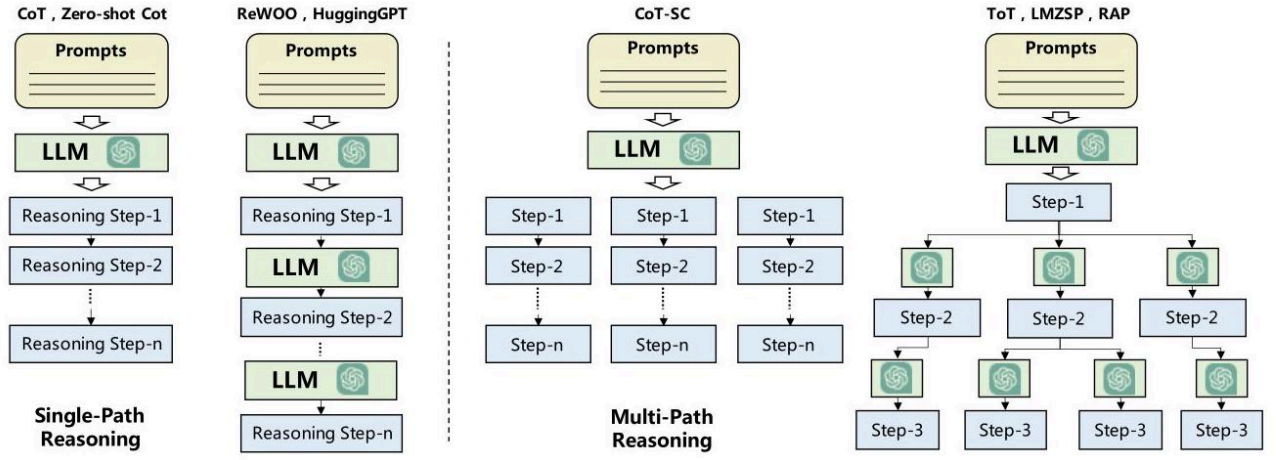 CoT , Zero-shot Cot
Prompts
LLM
Reasoning Step-1
Reasoning Step-2
Reasoning Step-n
Single-Path
Reasoning
ReWOO , HuggingGPT
Prompts
LLM
Reasoning Step-1
LLM
Reasoning Step-2
LLM
Reasoning Step-n
CoT-SC
Prompts
LLM
Step-1 Step-1 Step-1
Step-2 Step-2 Step-2
Step-n Step-n Step-n
Multi-Path
Reasoning
ToT , LMZSP , RAP
Prompts
LLM
Step-1
Step-2 Step-2 Step-2
Step-3 Step-3 Step-3 Step-3